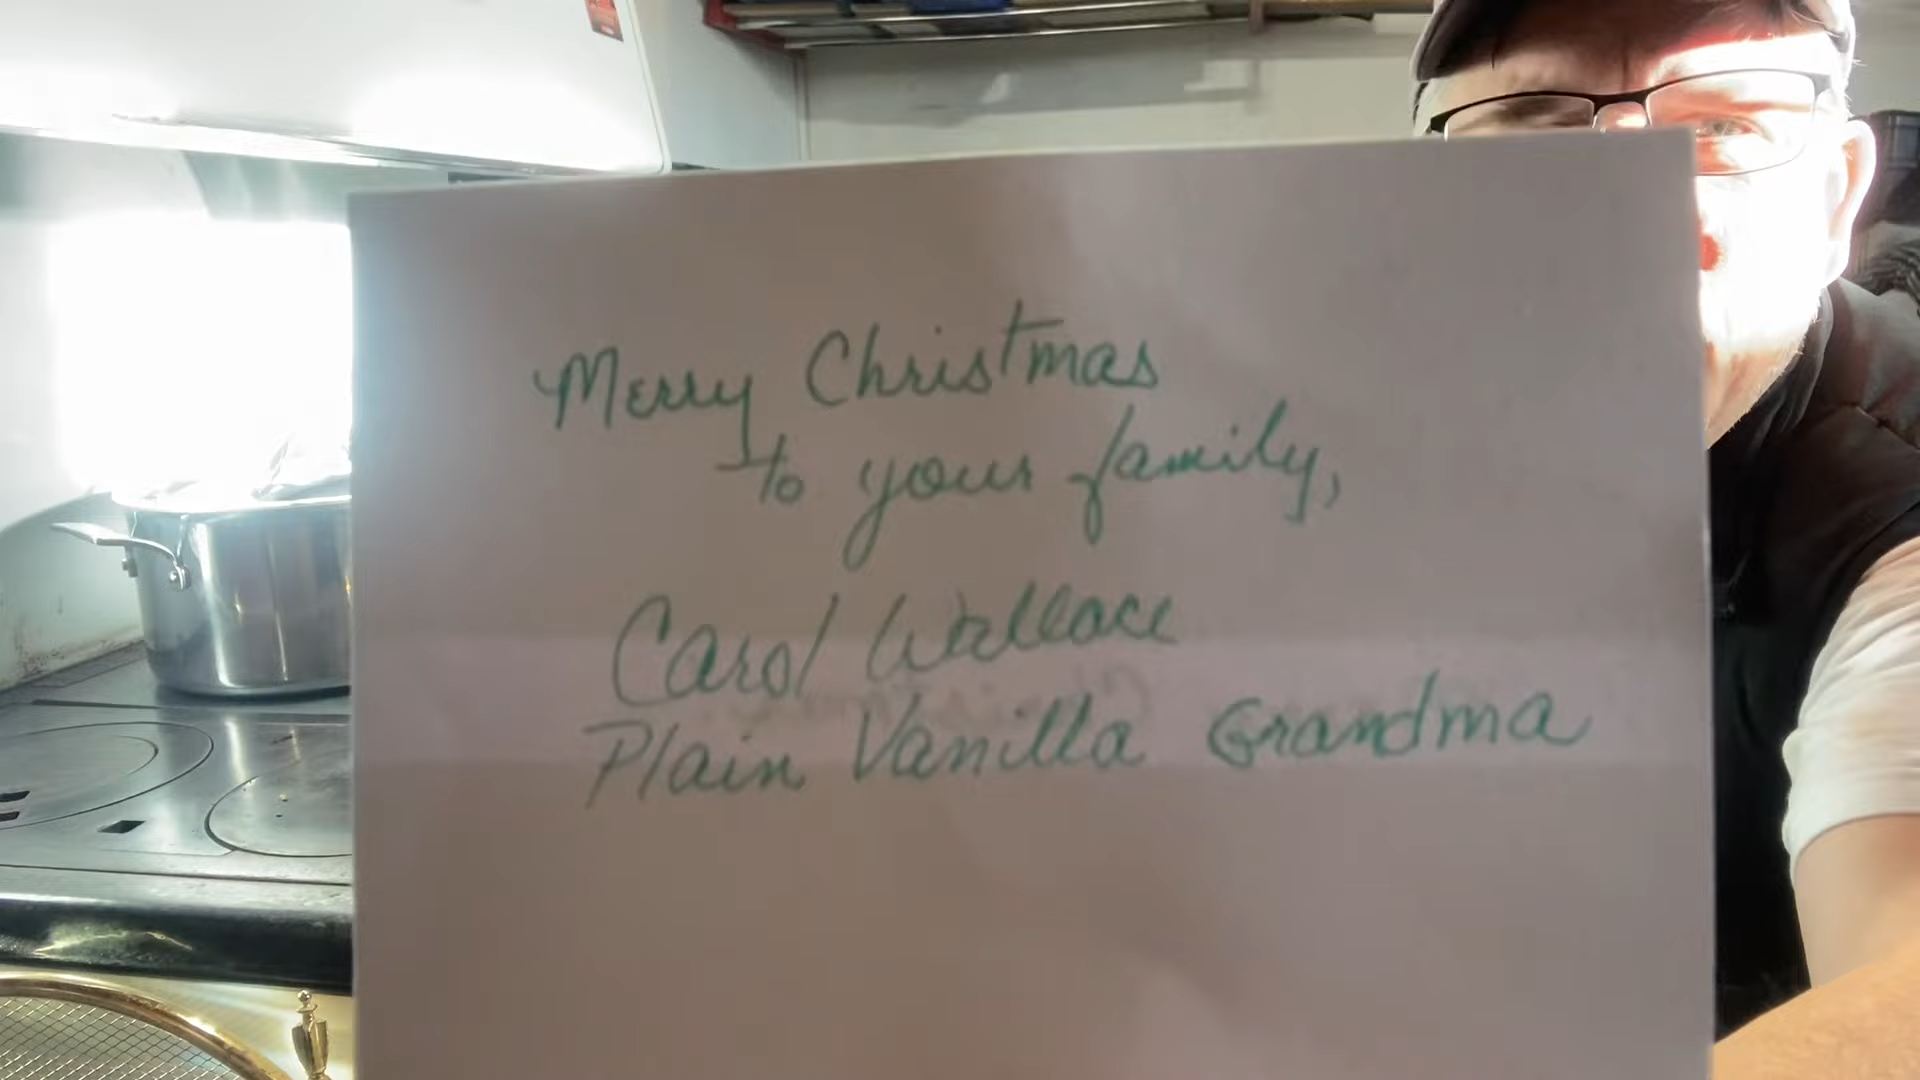 Merry Christmas
to your family,
Carol Wallace
Plain Vanilla Grandma